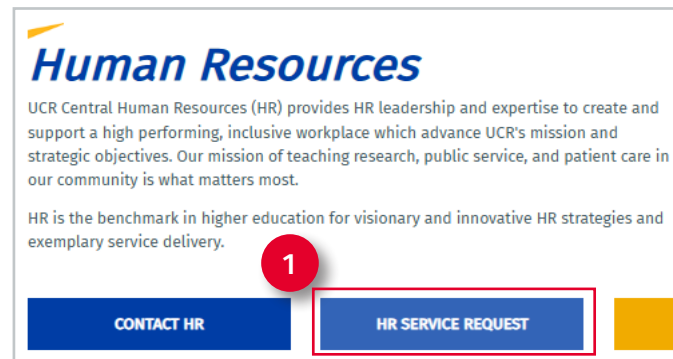 Human Resources
UCR Central Human Resources (HR) provides HR leadership and expertise to create and
support a high performing, inclusive workplace which advance UCR's mission and
strategic objectives. Our mission of teaching research, public service, and patient care in
our community is what matters most.
HR is the benchmark in higher education for visionary and innovative HR strategies and
exemplary service delivery.
1
CONTACT HR
HR SERVICE REQUEST